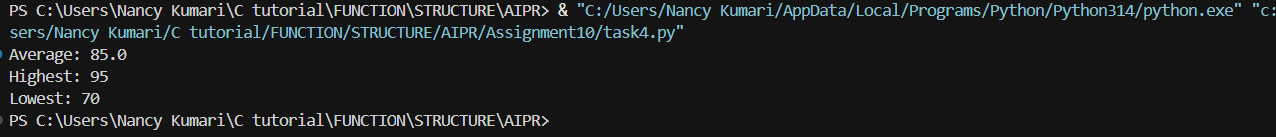 PS C:\Users\Nancy Kumari\C tutorial\FUNCTION\STRUCTURE\AIPR> & "C:/Users/Nancy Kumari/AppData/Local/Programs/Python/Python314/python.exe" "c:
sers/Nancy Kumari/C tutorial/FUNCTION/STRUCTURE/AIPR/Assignment10/task4.py"
Average: 85.0
Highest: 95
Lowest: 70
PS C:\Users\Nancy Kumari\C tutorial\FUNCTION\STRUCTURE\AIPR>